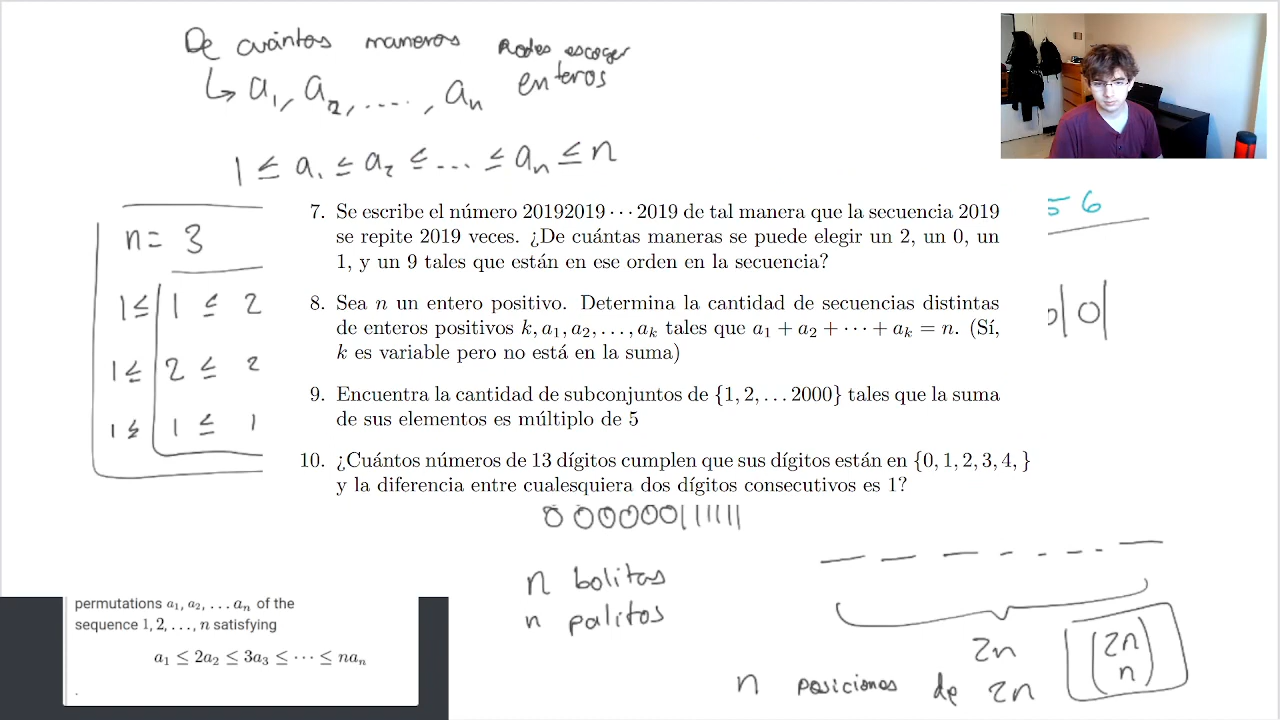 De cuántas maneras puedes escoger
↳ a₁, a₂, ...., aₙ enteros
1 ≤ a₁ ≤ a₂ ≤ ... ≤ aₙ ≤ n
n = 3
1 ≤ 1 ≤ 2
1 ≤ 2 ≤ 2
1 ≤ 1 ≤ 1
7. Se escribe el número 20192019 · · · 2019 de tal manera que la secuencia 2019
se repite 2019 veces. ¿De cuántas maneras se puede elegir un 2, un 0, un
1, y un 9 tales que están en ese orden en la secuencia?
8. Sea n un entero positivo. Determina la cantidad de secuencias distintas
de enteros positivos k, a₁, a₂, . . . , aₖ tales que a₁ + a₂ + · · · + aₖ = n. (Sí,
k es variable pero no está en la suma)
9. Encuentra la cantidad de subconjuntos de {1, 2, . . . 2000} tales que la suma
de sus elementos es múltiplo de 5
10. ¿Cuántos números de 13 dígitos cumplen que sus dígitos están en {0, 1, 2, 3, 4, }
y la diferencia entre cualesquiera dos dígitos consecutivos es 1?
5 6
0|0|
n bolitas
n palitos
2n
(2n n)
n posiciones de 2n
permutations a₁, a₂, . . . aₙ of the
sequence 1, 2, . . . , n satisfying
a₁ ≤ 2a₂ ≤ 3a₃ ≤ · · · ≤ naₙ
.